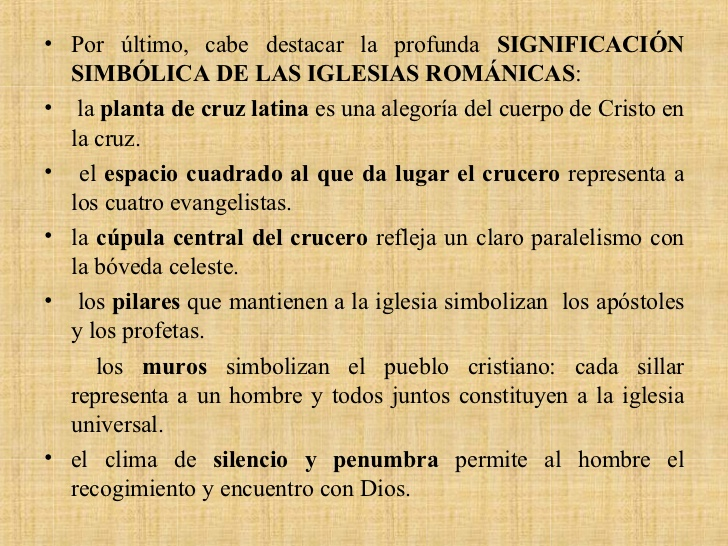 • Por último, cabe destacar la profunda SIGNIFICACIÓN
SIMBÓLICA DE LAS IGLESIAS ROMÁNICAS:
• la planta de cruz latina es una alegoría del cuerpo de Cristo en
la cruz.
• el espacio cuadrado al que da lugar el crucero representa a
los cuatro evangelistas.
• la cúpula central del crucero refleja un claro paralelismo con
la bóveda celeste.
• los pilares que mantienen a la iglesia simbolizan los apóstoles
y los profetas.
los muros simbolizan el pueblo cristiano: cada sillar
representa a un hombre y todos juntos constituyen a la iglesia
universal.
• el clima de silencio y penumbra permite al hombre el
recogimiento y encuentro con Dios.